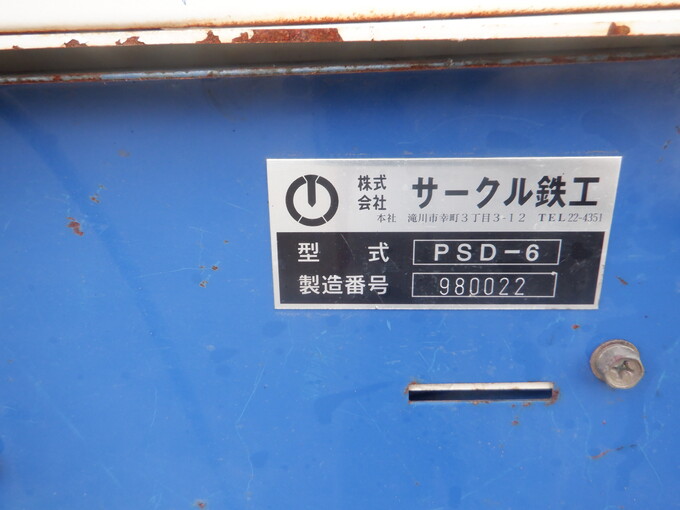 株式会社 サークル鉄工
本社 滝川市幸町3丁目3-12 TEL22-4351
型式 PSD-6
製造番号 980022